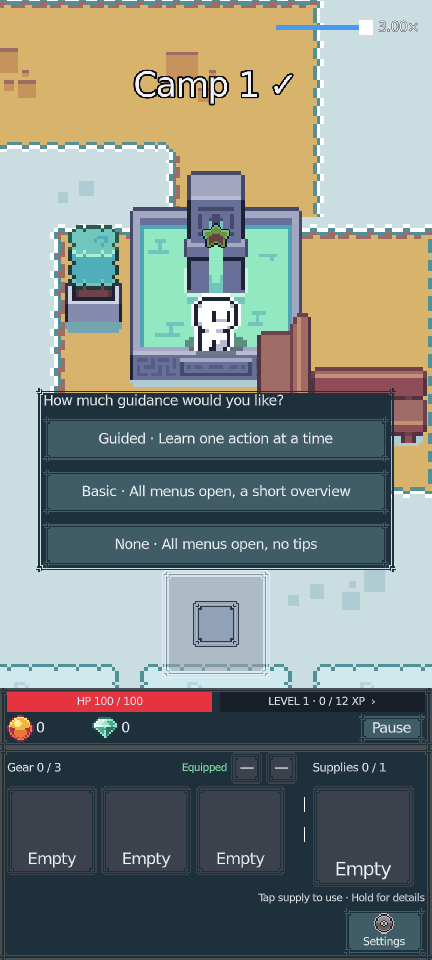 3.00×
Camp 1 ✓
How much guidance would you like?
Guided · Learn one action at a time
Basic · All menus open, a short overview
None · All menus open, no tips
HP 100 / 100
LEVEL 1 · 0 / 12 XP ›
0
0
Pause
Gear 0 / 3
Equipped
—
—
Supplies 0 / 1
Empty
Empty
Empty
Empty
Tap supply to use · Hold for details
Settings